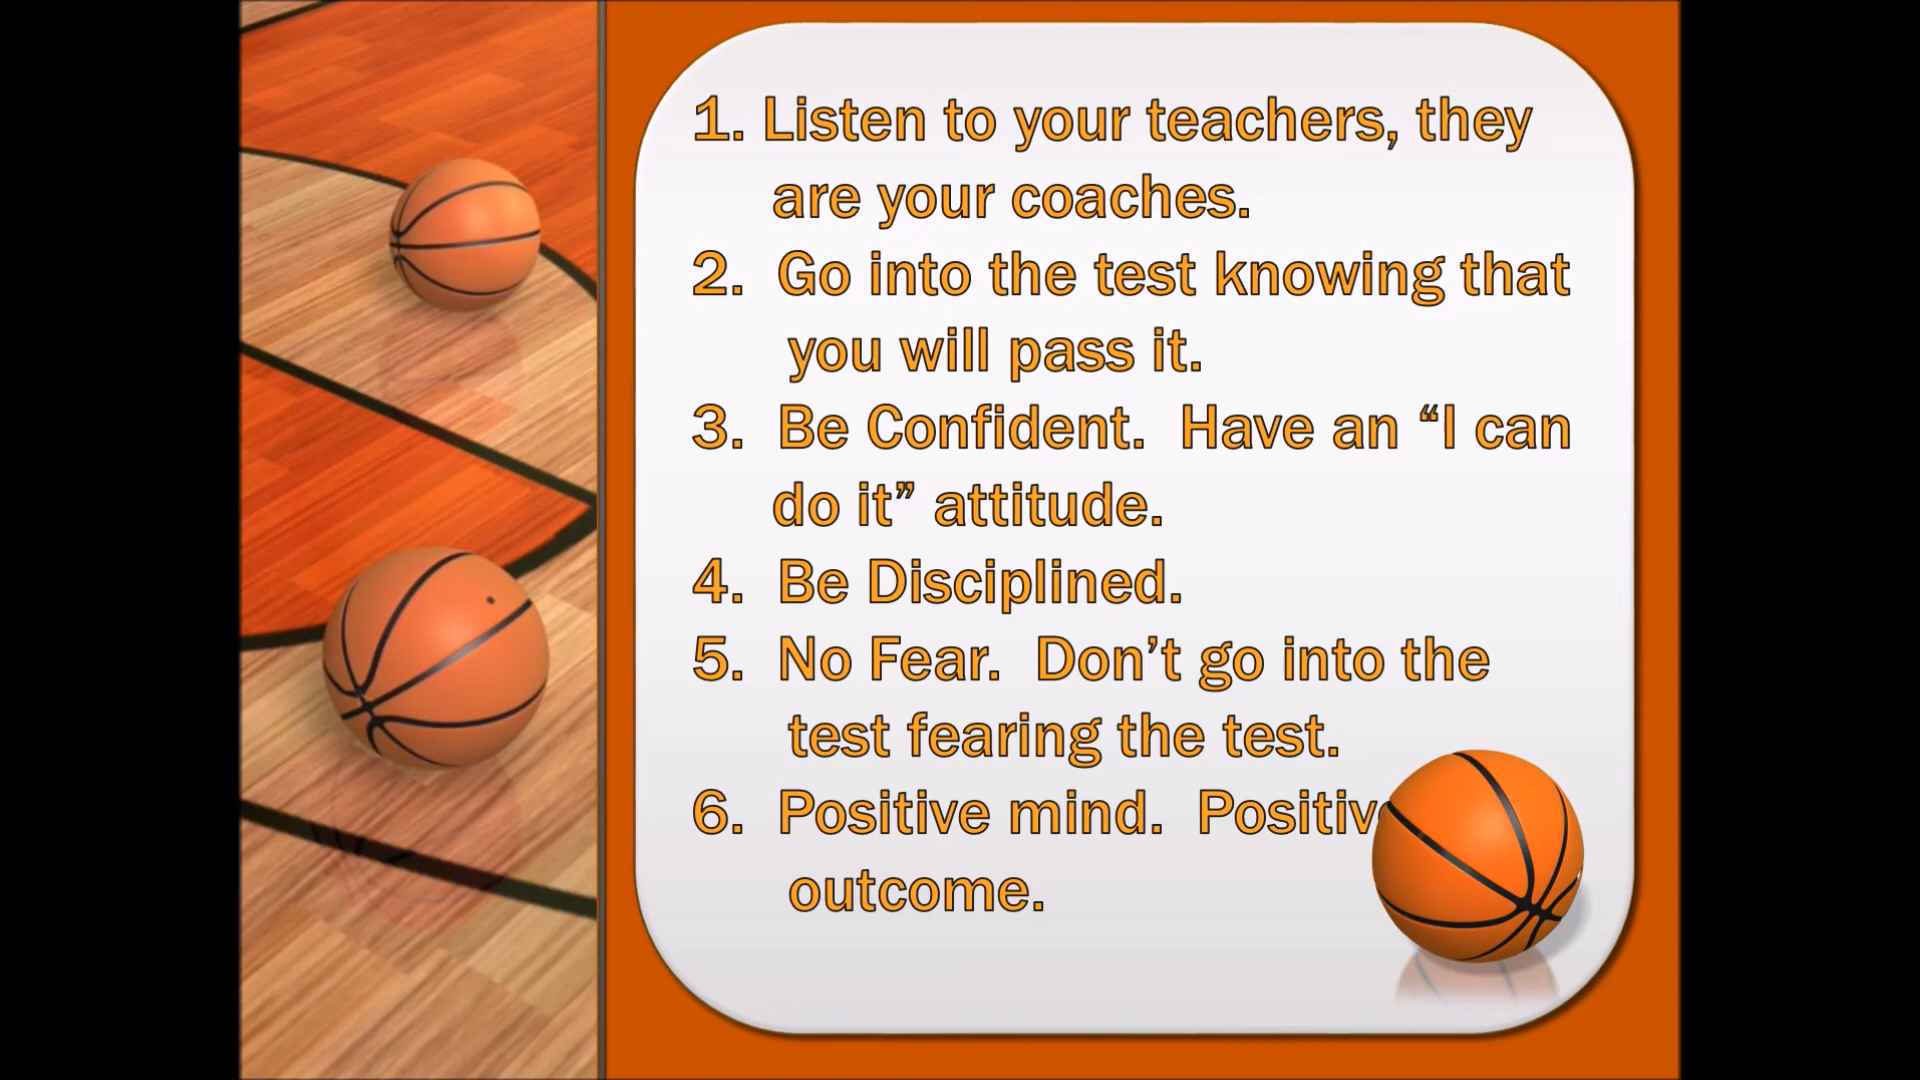 1. Listen to your teachers, they
are your coaches.
2. Go into the test knowing that
you will pass it.
3. Be Confident. Have an “I can
do it” attitude.
4. Be Disciplined.
5. No Fear. Don’t go into the
test fearing the test.
6. Positive mind. Positive
outcome.